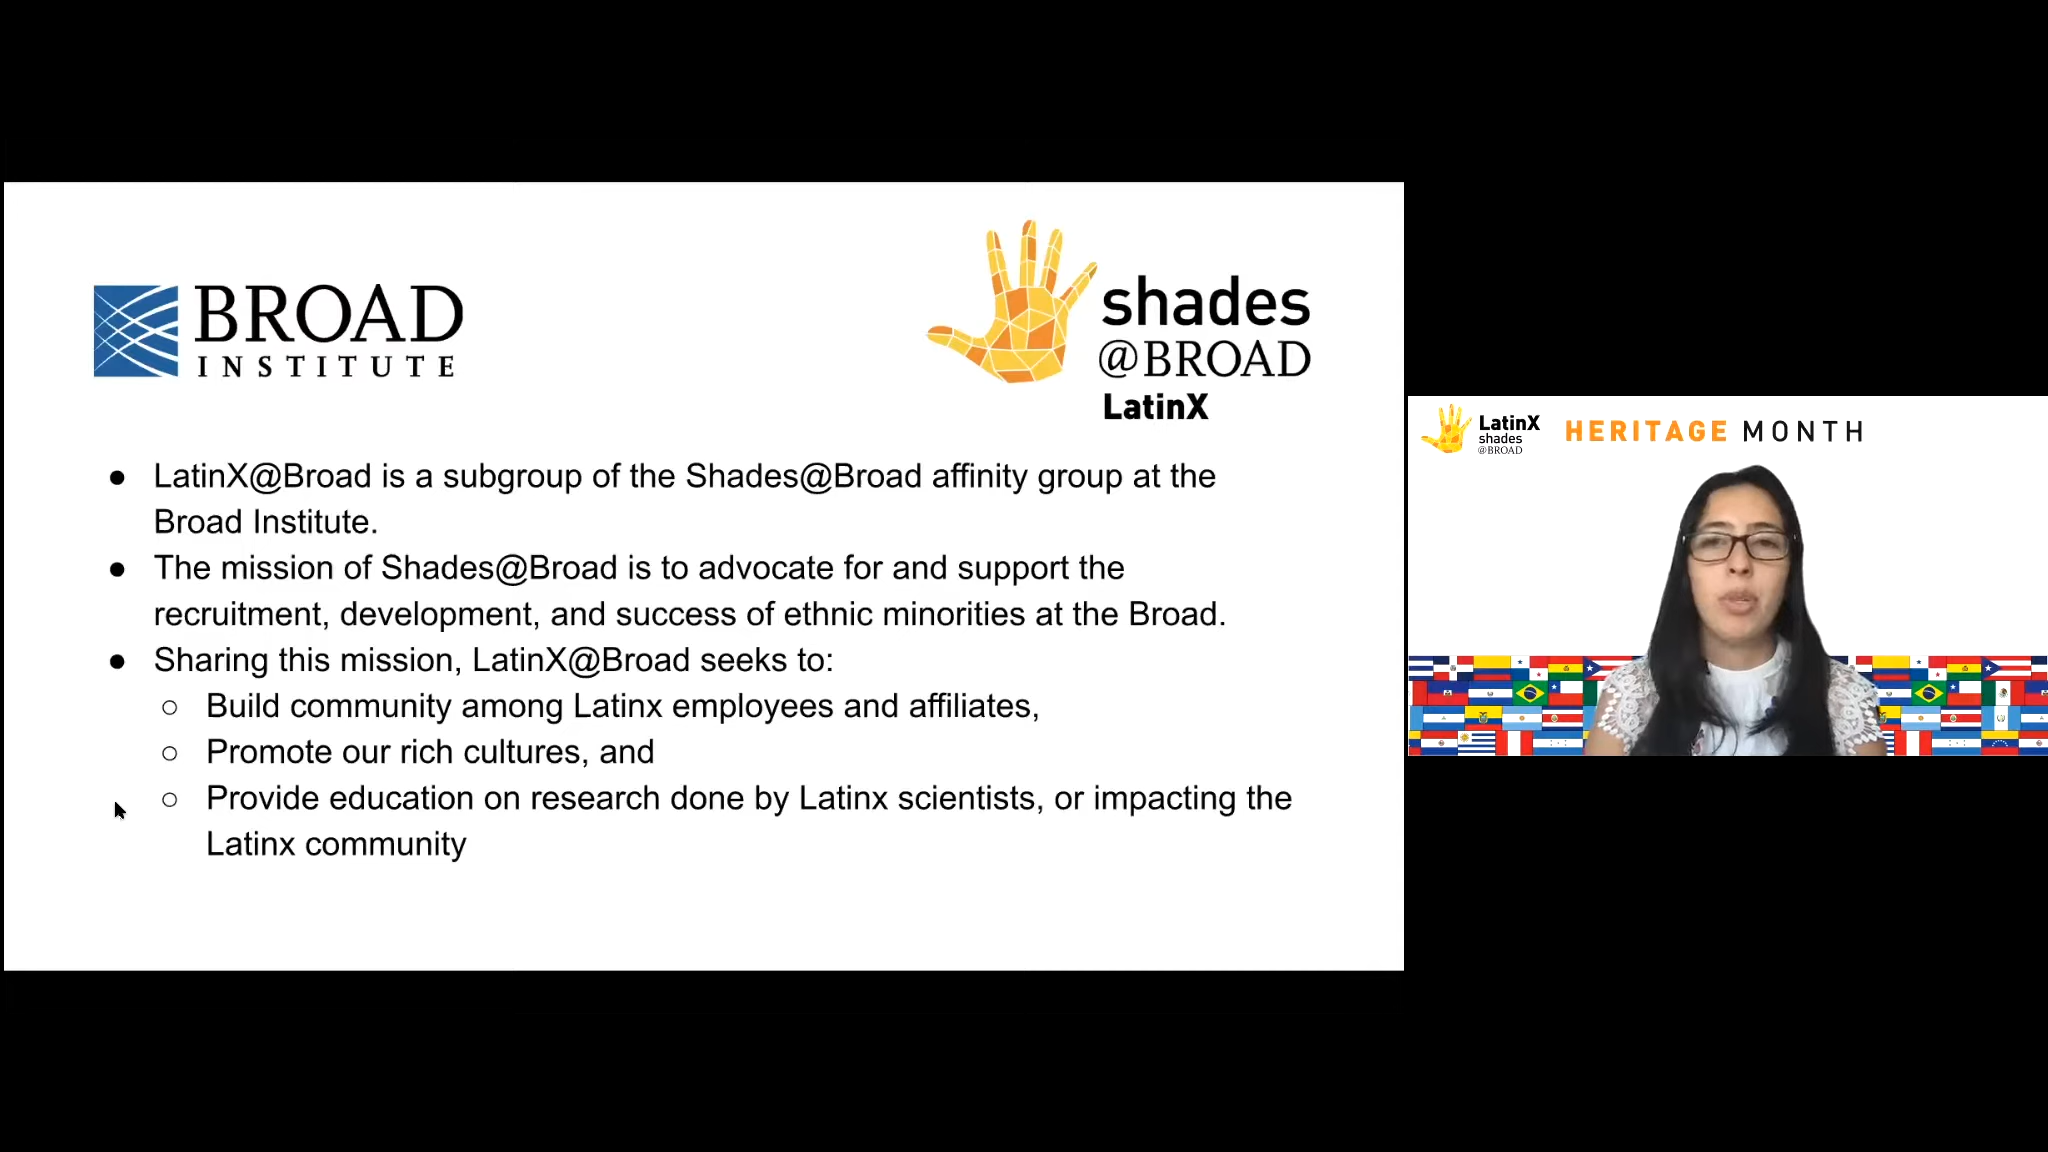 BROAD
INSTITUTE
shades
@BROAD
LatinX
● LatinX@Broad is a subgroup of the Shades@Broad affinity group at the
Broad Institute.
● The mission of Shades@Broad is to advocate for and support the
recruitment, development, and success of ethnic minorities at the Broad.
● Sharing this mission, LatinX@Broad seeks to:
○ Build community among Latinx employees and affiliates,
○ Promote our rich cultures, and
○ Provide education on research done by Latinx scientists, or impacting the
Latinx community
LatinX
shades
@BROAD
HERITAGE MONTH